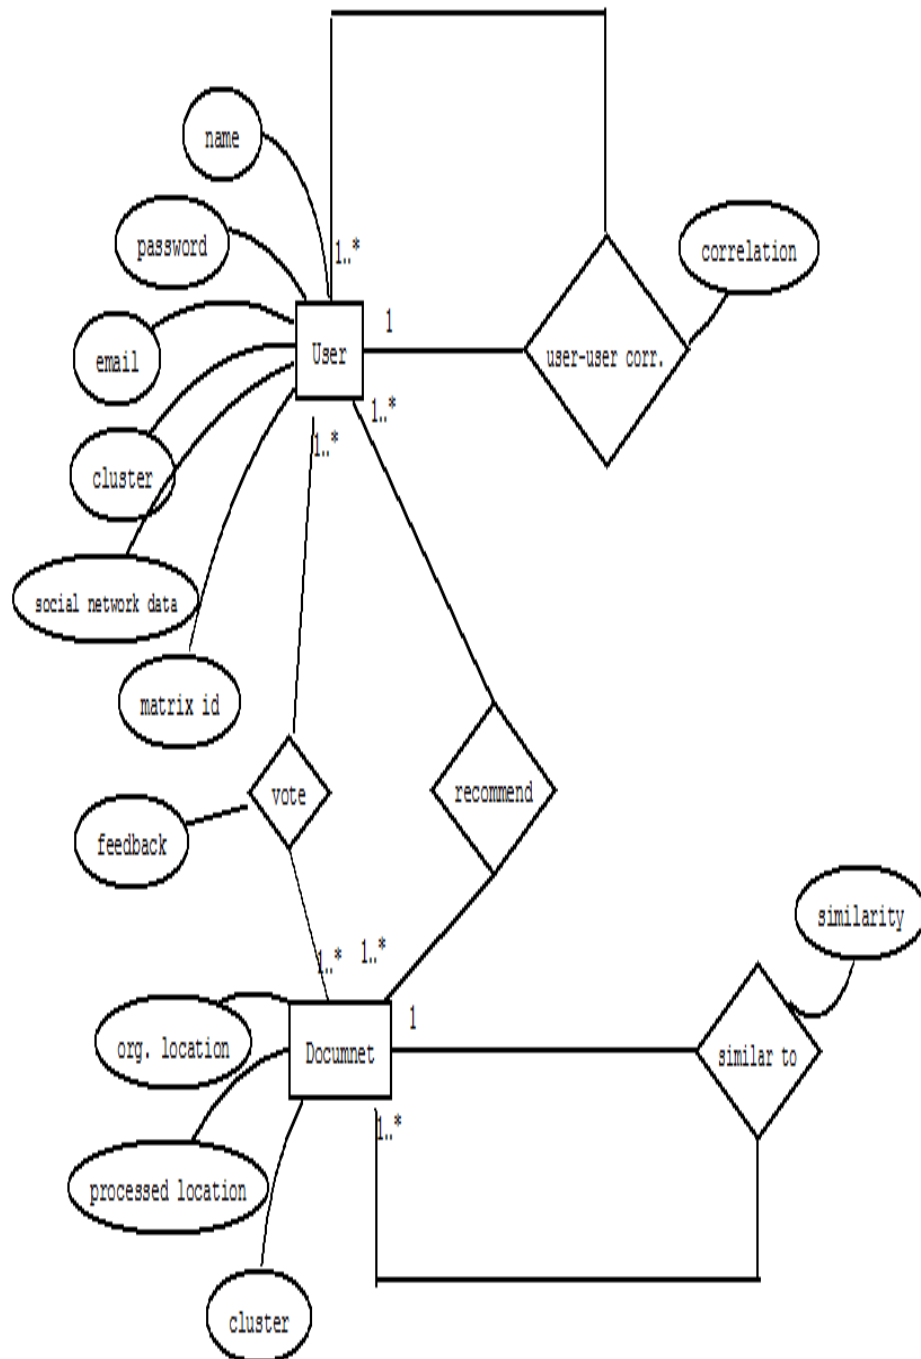 name
password
1..*
correlation
1
email
User
user-user corr.
1..*
1..*
cluster
social network data
matrix id
vote
recommend
feedback
similarity
1..*
1..*
1
org. location
Documnet
similar to
1..*
processed location
cluster